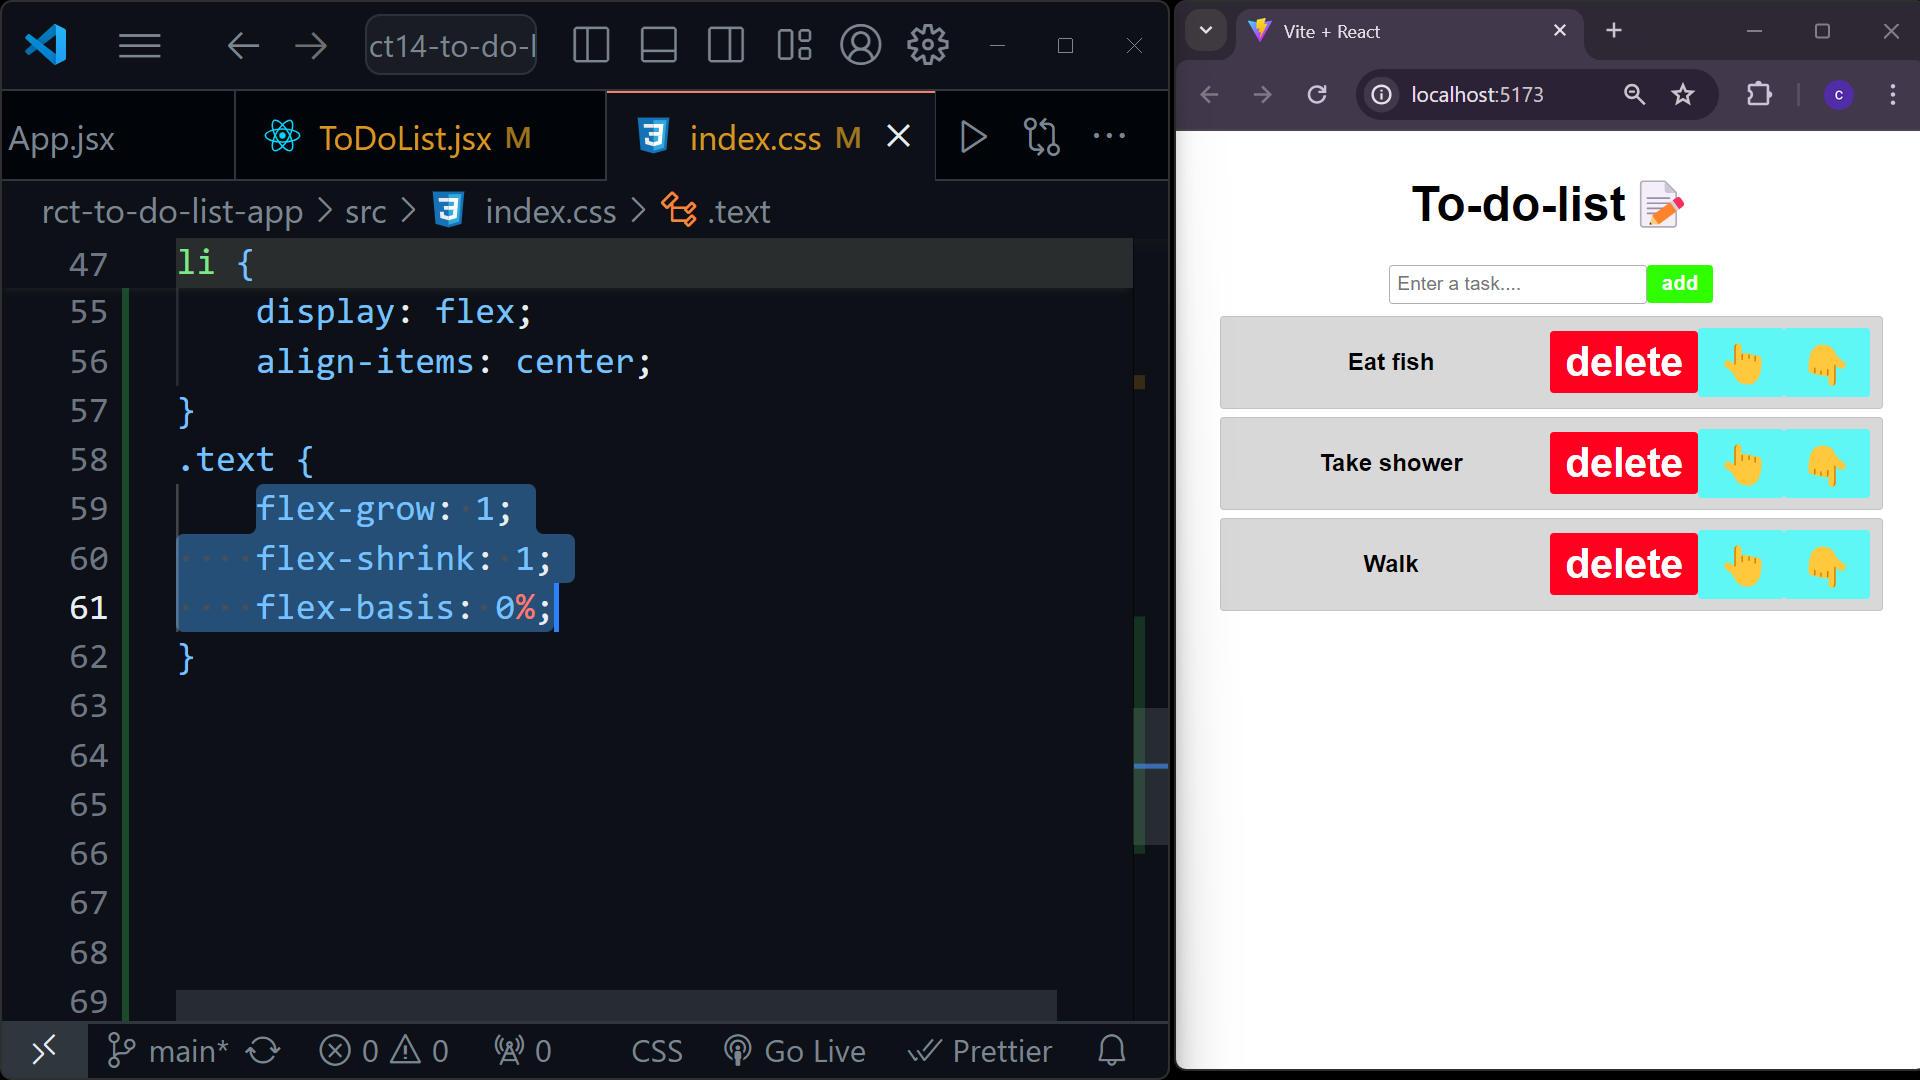 ct14-to-do-l
App.jsx
ToDoList.jsx M
index.css M
rct-to-do-list-app > src > index.css > .text
47 li {
55 display: flex;
56 align-items: center;
57 }
58 .text {
59 flex-grow: 1;
60 flex-shrink: 1;
61 flex-basis: 0%;
62 }
63
64
65
66
67
68
69
main* 0 0 0 CSS Go Live Prettier
Vite + React
localhost:5173
c
To-do-list
Enter a task....
add
Eat fish delete
Take shower delete
Walk delete